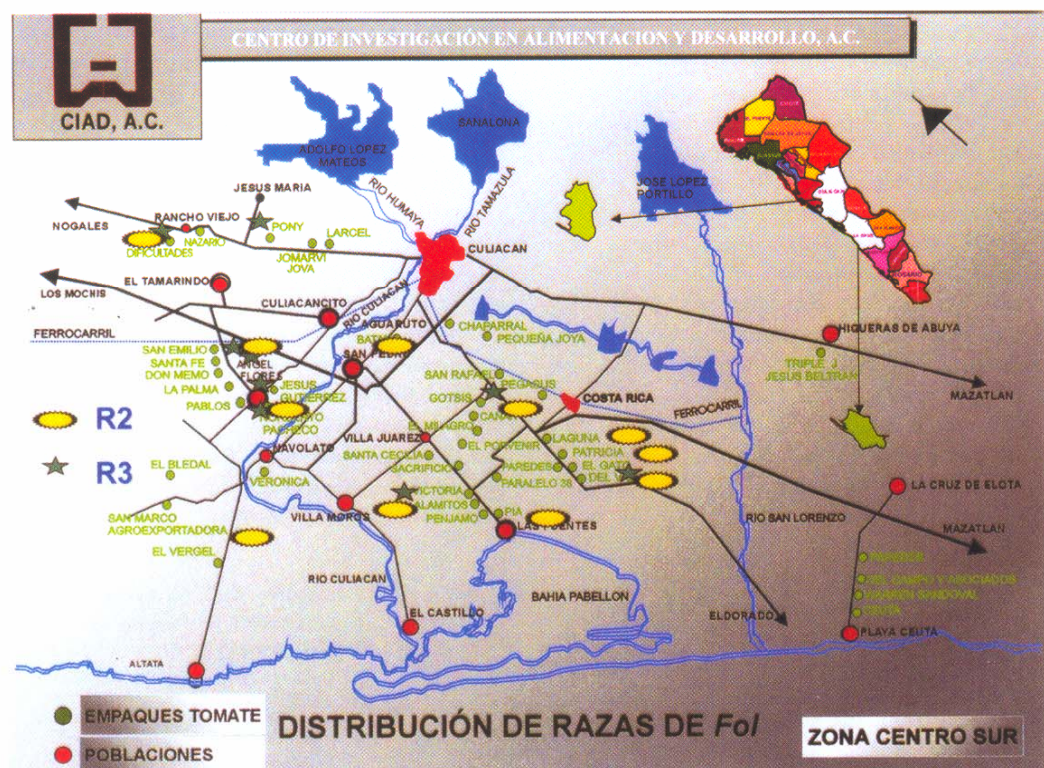 CENTRO DE INVESTIGACIÓN EN ALIMENTACION Y DESARROLLO, A.C.
CIAD, A.C.
ADOLFO LOPEZ
MATEOS
SANALONA
JOSE LOPEZ
PORTILLO
JESUS MARIA
RIO HUMAYA
RIO TAMAZULA
NOGALES
RANCHO VIEJO
PONY
LARCEL
NAZARIO
DIFICULTADES
JOMARVI
JOVA
CULIACAN
EL TAMARINDO
LOS MOCHIS
CULIACANCITO
RIO CULIACAN
AGUARUTO
FERROCARRIL
CHAPARRAL
PEQUEÑA JOYA
HIGUERAS DE ABUYA
SAN EMILIO
SANTA FE
DON MEMO
ANGEL
FLORES
SAN PEDRO
TRIPLE J
JESUS BELTRAN
MAZATLAN
LA PALMA
JESUS
GUTIERREZ
SAN RAFAEL
PEGASUS
GOTSIS
COSTA RICA
PABLOS
PACHECO
FERROCARRIL
R2
EL MILAGRO
VILLA JUAREZ
EL PORVENIR
LAGUNA
PATRICIA
NAVOLATO
SANTA CECILIA
SACRIFICIO
PAREDES
EL GATO
R3
EL BLEDAL
VERONICA
PARALELO 38
LA CRUZ DE ELOTA
VICTORIA
ALAMITOS
PENJAMO
PIA
SAN MARCO
AGROEXPORTADORA
VILLA MOROS
LAS PUENTES
RIO SAN LORENZO
MAZATLAN
EL VERGEL
RIO CULIACAN
BAHIA PABELLON
DEL CAMPO Y ASOCIADOS
SANDOVAL
CEUTA
EL CASTILLO
ELDORADO
PLAYA CEUTA
ALTATA
EMPAQUES TOMATE
POBLACIONES
DISTRIBUCIÓN DE RAZAS DE Fol
ZONA CENTRO SUR